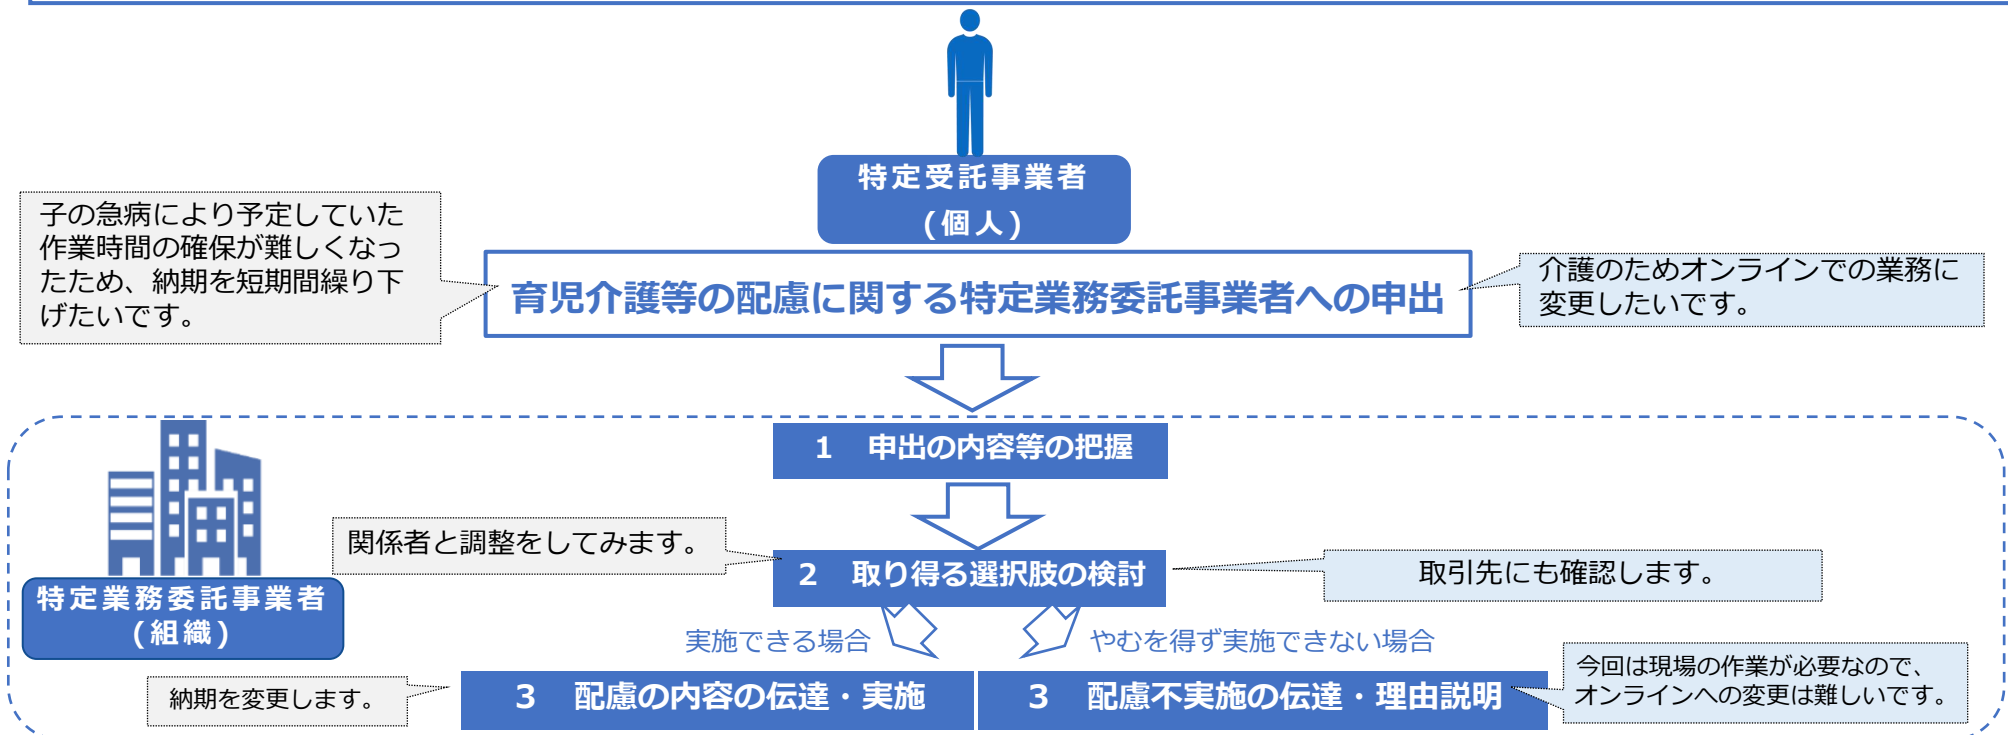 特定受託事業者
(個人)
子の急病により予定していた
作業時間の確保が難しくなっ
たため、納期を短期間繰り下
げたいです。
育児介護等の配慮に関する特定業務委託事業者への申出
介護のためオンラインでの業務に
変更したいです。
1 申出の内容等の把握
関係者と調整をしてみます。
2 取り得る選択肢の検討
取引先にも確認します。
特定業務委託事業者
(組織)
実施できる場合
やむを得ず実施できない場合
納期を変更します。
3 配慮の内容の伝達・実施
3 配慮不実施の伝達・理由説明
今回は現場の作業が必要なので、
オンラインへの変更は難しいです。